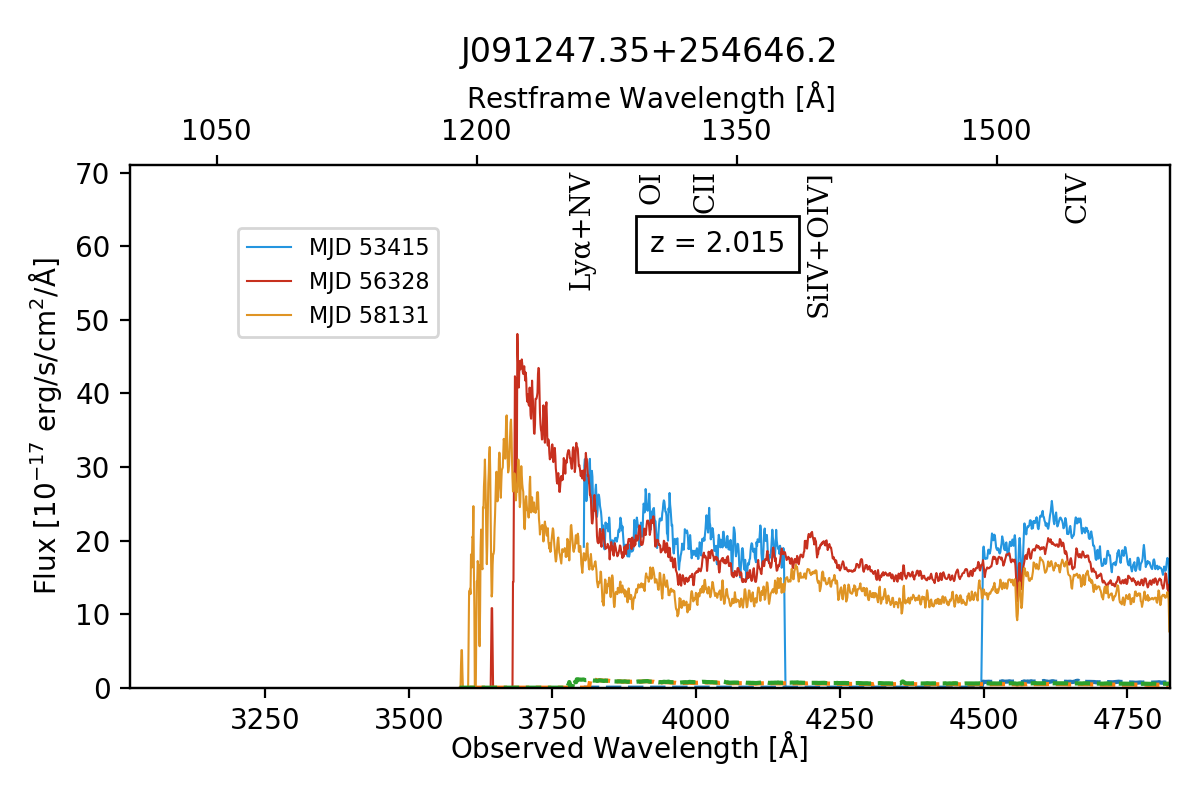 J091247.35+254646.2
Restframe Wavelength [Å]
1050 1200 1350 1500
70
60
50
40
30
20
10
0
Flux [10⁻¹⁷ erg/s/cm²/Å]
MJD 53415
MJD 56328
MJD 58131
Lyα+NV
OI
CII
SiIV+OIV]
CIV
z = 2.015
3250 3500 3750 4000 4250 4500 4750
Observed Wavelength [Å]